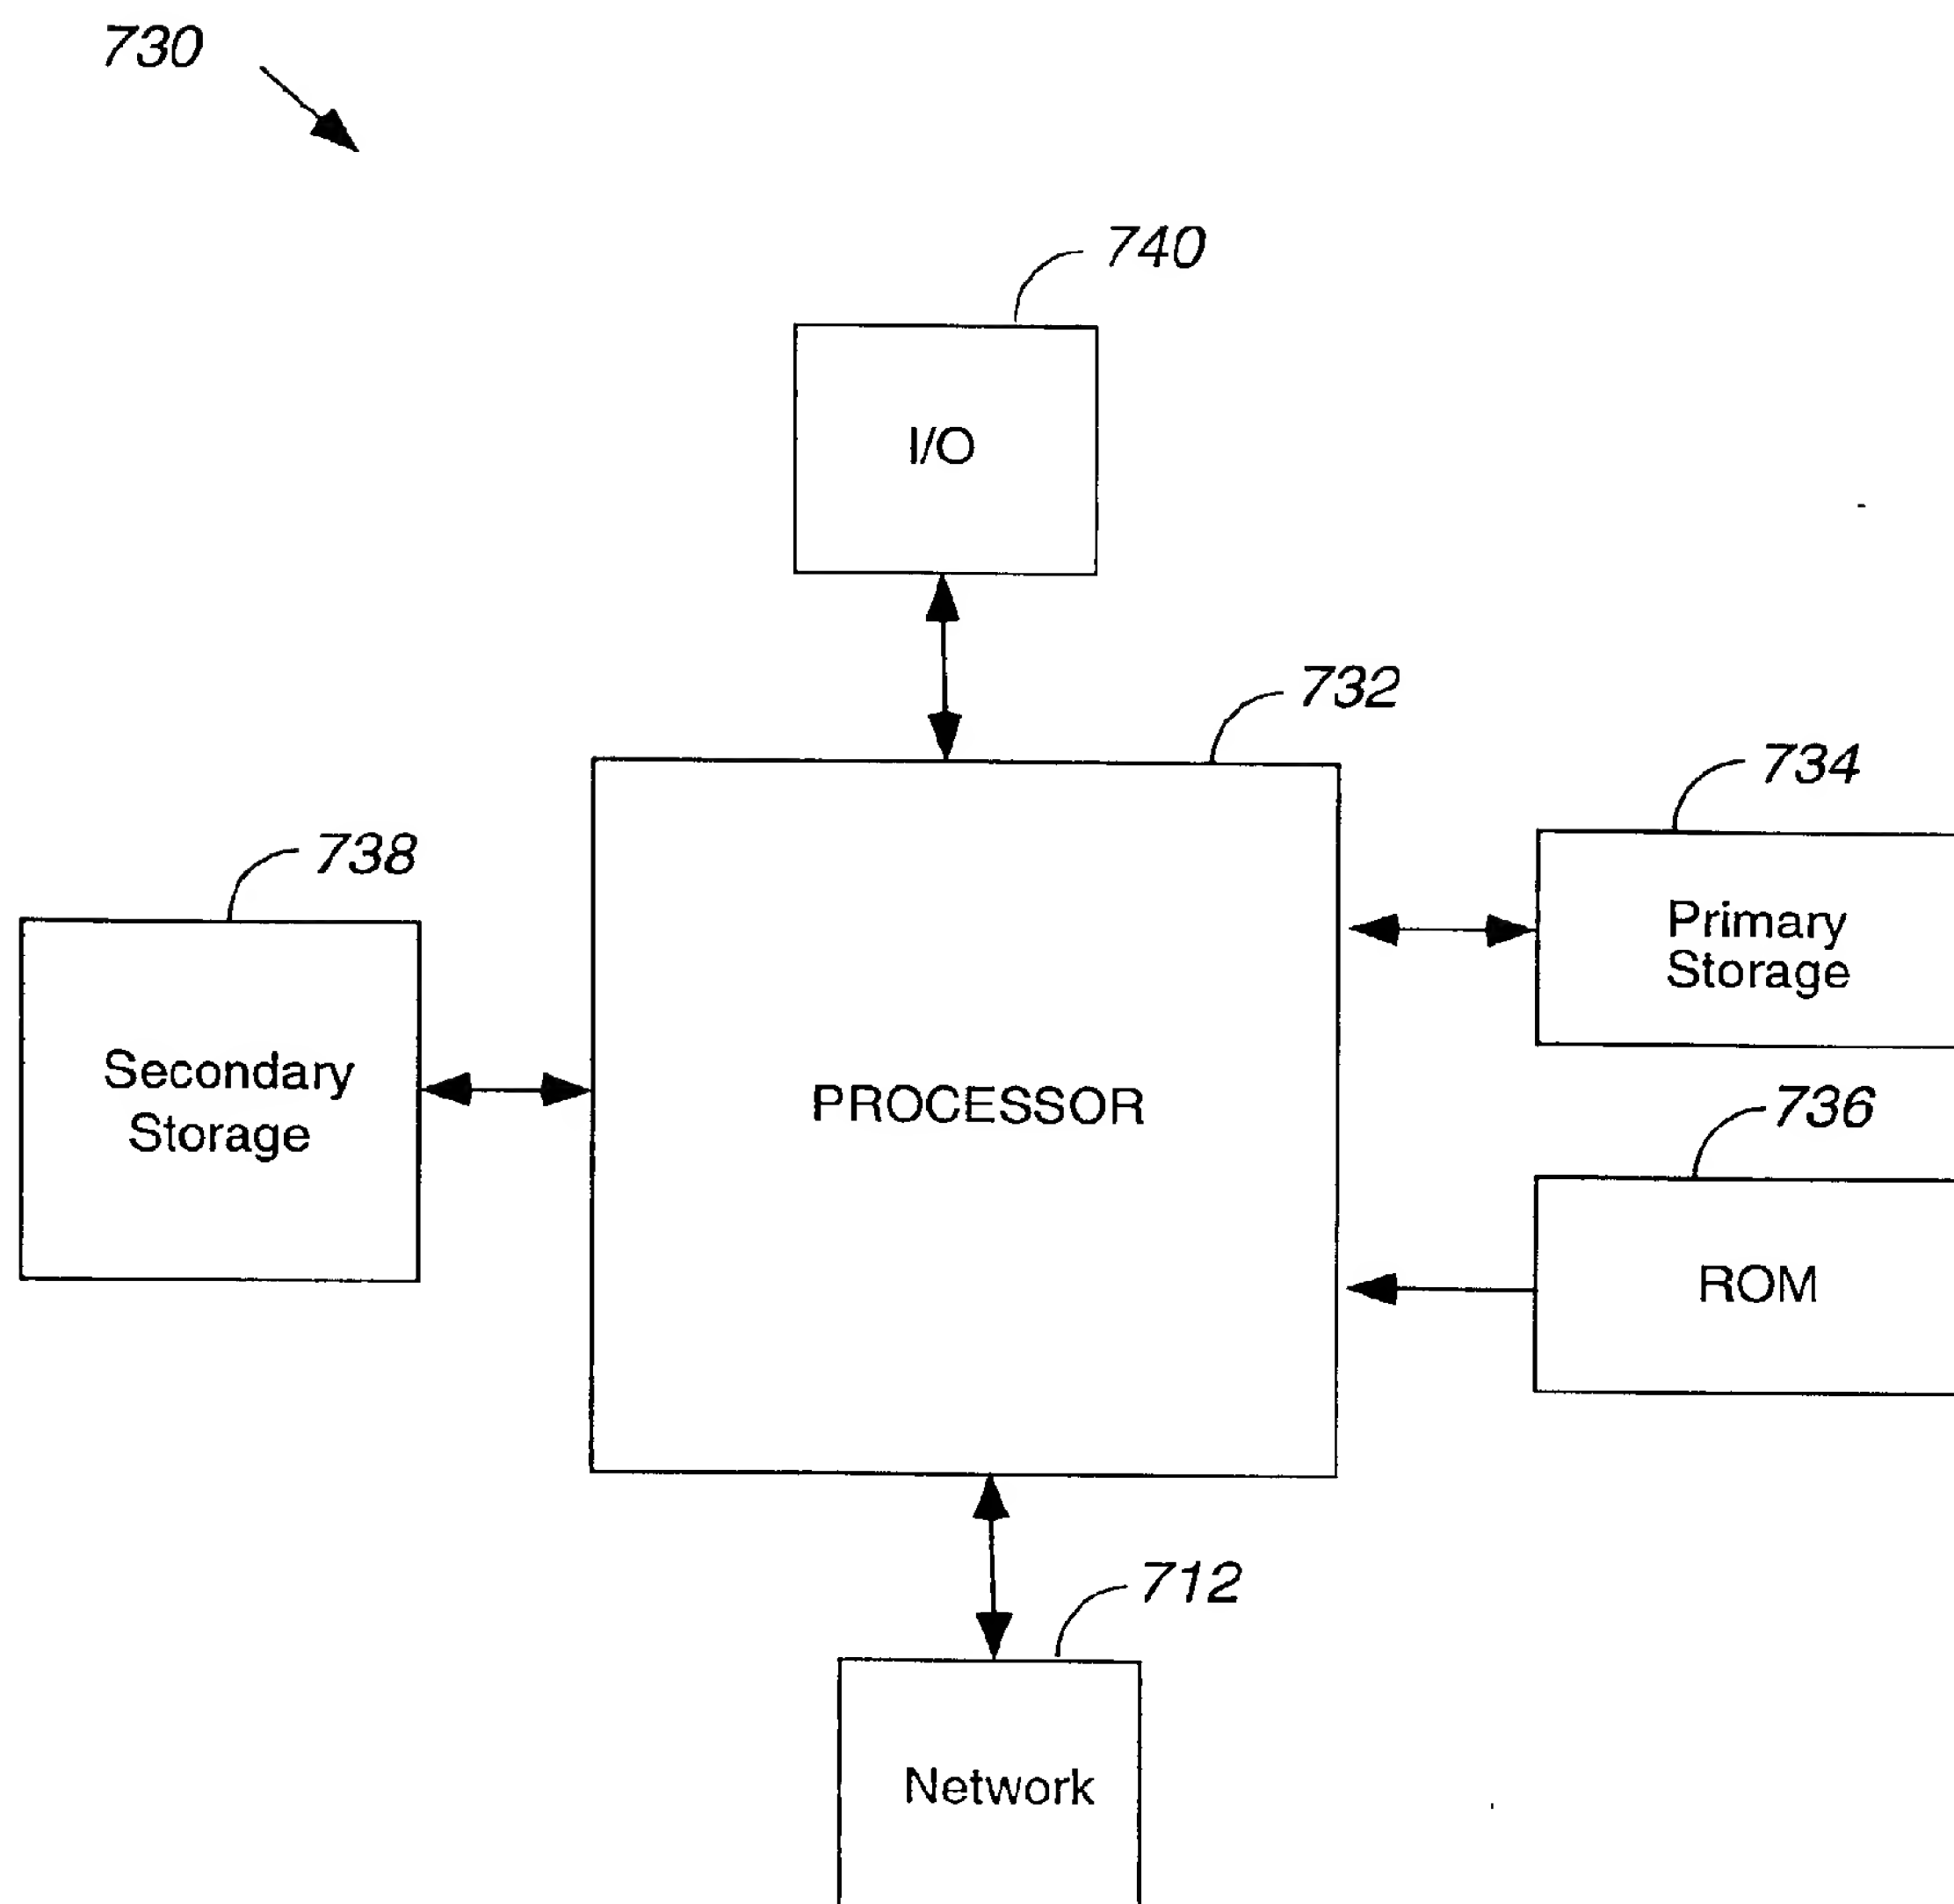 730
740
I/O
732
734
738
Primary
Storage
Secondary
Storage
PROCESSOR
736
ROM
712
Network